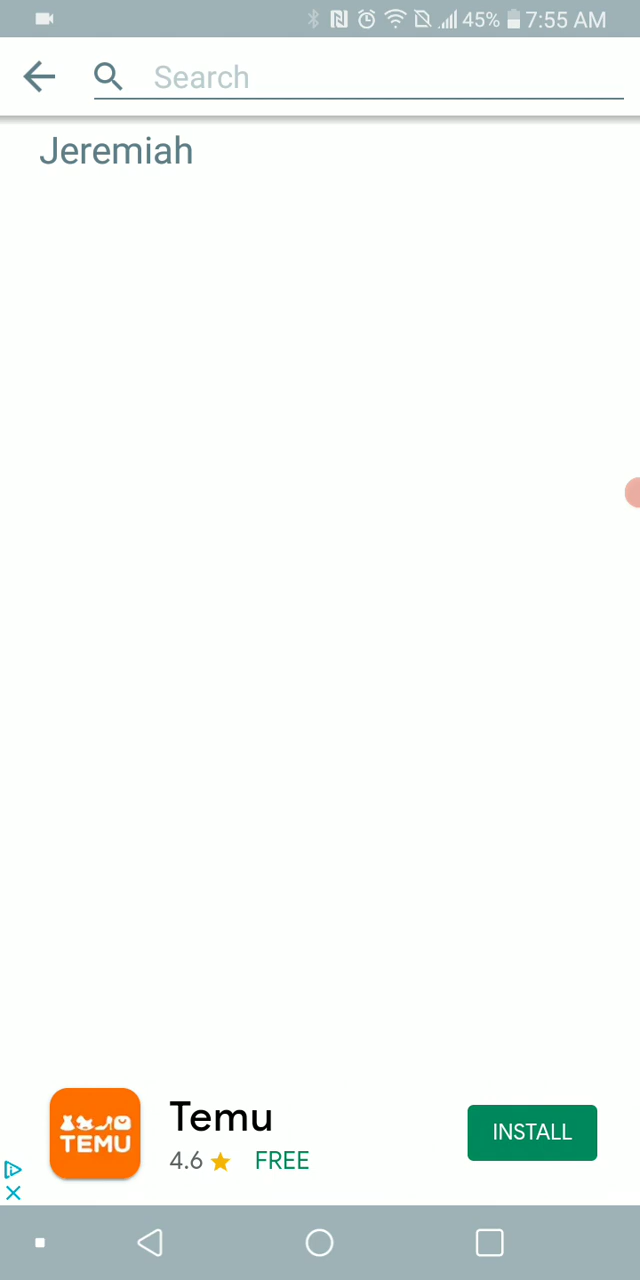 45% 7:55 AM
Search
Jeremiah
TEMU
Temu
4.6 FREE
INSTALL